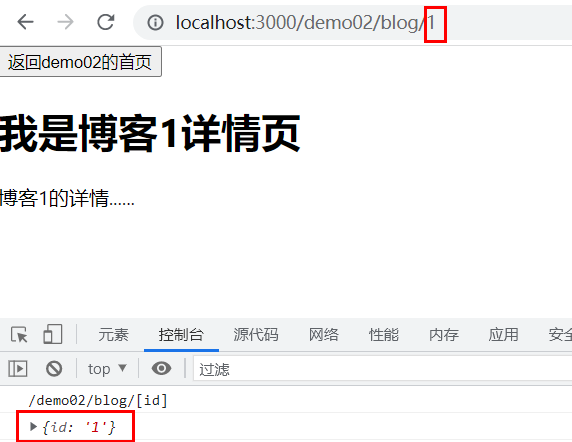 localhost:3000/demo02/blog/1
返回demo02的首页
我是博客1详情页
博客1的详情......
元素 控制台 源代码 网络 性能 内存 应用 安全
top ▼ 过滤
/demo02/blog/[id]
▶ {id: '1'}